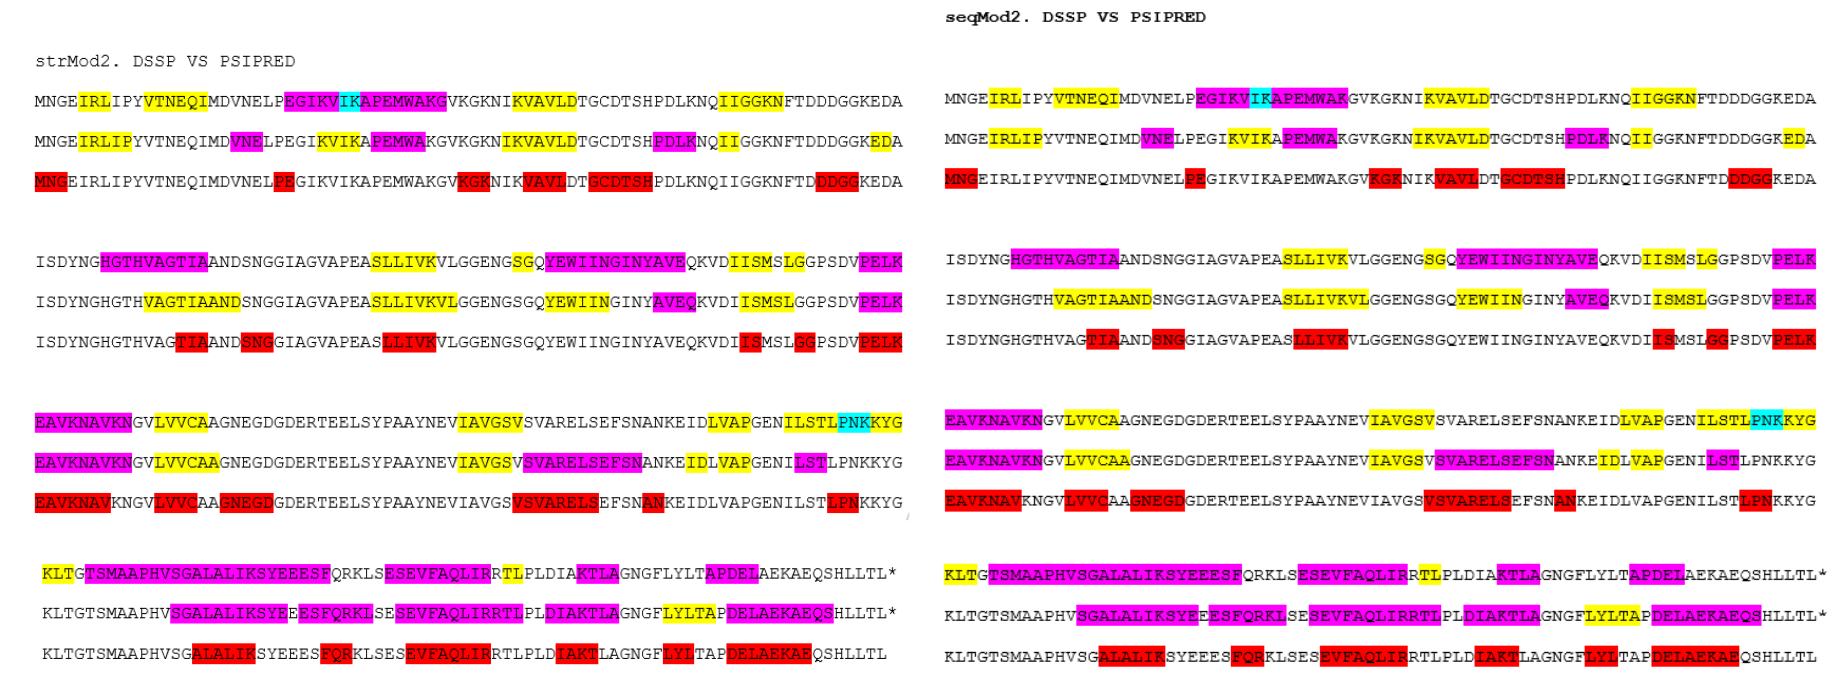 strMod2. DSSP VS PSIPRED
MNGEIRLIPYVTNEQIMDVNELPEGIKVIKAPEMWAKGVKGKNIKVAVLDTGCDTSHPDLKNQIIGGKNFTDDDGGKEDA
MNGEIRLIPYVTNEQIMDVNELPEGIKVIKAPEMWAKGVKGKNIKVAVLDTGCDTSHPDLKNQIIGGKNFTDDDGGKEDA
MNGEIRLIPYVTNEQIMDVNELPEGIKVIKAPEMWAKGVKGKNIKVAVLDTGCDTSHPDLKNQIIGGKNFTDDDGGKEDA
ISDYNGHGTHVAGTIAANDSNGGIAGVAPEASLLIVKVLGGENGSGQYEWIINGINYAVEQKVDIISMSLGGPSDVPELK
ISDYNGHGTHVAGTIAANDSNGGIAGVAPEASLLIVKVLGGENGSGQYEWIINGINYAVEQKVDIISMSLGGPSDVPELK
ISDYNGHGTHVAGTIAANDSNGGIAGVAPEASLLIVKVLGGENGSGQYEWIINGINYAVEQKVDIISMSLGGPSDVPELK
EAVKNAVKNGVLVVCAAGNEGDGDERTEELSYPAAYNEVIAVGSVSVARELSEFSNANKEIDLVAPGENILSTLPNKKYG
EAVKNAVKNGVLVVCAAGNEGDGDERTEELSYPAAYNEVIAVGSVSVARELSEFSNANKEIDLVAPGENILSTLPNKKYG
EAVKNAVKNGVLVVCAAGNEGDGDERTEELSYPAAYNEVIAVGSVSVARELSEFSNANKEIDLVAPGENILSTLPNKKYG
KLTGTSMAAPHVSGALALIKSYEEESFQRKLSESEVFAQLIRRTLPLDIAKTLAGNGFLYLTAPDELAEKAEQSHLLTL*
KLTGTSMAAPHVSGALALIKSYEEESFQRKLSESEVFAQLIRRTLPLDIAKTLAGNGFLYLTAPDELAEKAEQSHLLTL*
KLTGTSMAAPHVSGALALIKSYEEESFQRKLSESEVFAQLIRRTLPLDIAKTLAGNGFLYLTAPDELAEKAEQSHLLTL
seqMod2. DSSP VS PSIPRED
MNGEIRLIPYVTNEQIMDVNELPEGIKVIKAPEMWAKGVKGKNIKVAVLDTGCDTSHPDLKNQIIGGKNFTDDDGGKEDA
MNGEIRLIPYVTNEQIMDVNELPEGIKVIKAPEMWAKGVKGKNIKVAVLDTGCDTSHPDLKNQIIGGKNFTDDDGGKEDA
MNGEIRLIPYVTNEQIMDVNELPEGIKVIKAPEMWAKGVKGKNIKVAVLDTGCDTSHPDLKNQIIGGKNFTDDDGGKEDA
ISDYNGHGTHVAGTIAANDSNGGIAGVAPEASLLIVKVLGGENGSGQYEWIINGINYAVEQKVDIISMSLGGPSDVPELK
ISDYNGHGTHVAGTIAANDSNGGIAGVAPEASLLIVKVLGGENGSGQYEWIINGINYAVEQKVDIISMSLGGPSDVPELK
ISDYNGHGTHVAGTIAANDSNGGIAGVAPEASLLIVKVLGGENGSGQYEWIINGINYAVEQKVDIISMSLGGPSDVPELK
EAVKNAVKNGVLVVCAAGNEGDGDERTEELSYPAAYNEVIAVGSVSVARELSEFSNANKEIDLVAPGENILSTLPNKKYG
EAVKNAVKNGVLVVCAAGNEGDGDERTEELSYPAAYNEVIAVGSVSVARELSEFSNANKEIDLVAPGENILSTLPNKKYG
EAVKNAVKNGVLVVCAAGNEGDGDERTEELSYPAAYNEVIAVGSVSVARELSEFSNANKEIDLVAPGENILSTLPNKKYG
KLTGTSMAAPHVSGALALIKSYEEESFQRKLSESEVFAQLIRRTLPLDIAKTLAGNGFLYLTAPDELAEKAEQSHLLTL*
KLTGTSMAAPHVSGALALIKSYEEESFQRKLSESEVFAQLIRRTLPLDIAKTLAGNGFLYLTAPDELAEKAEQSHLLTL*
KLTGTSMAAPHVSGALALIKSYEEESFQRKLSESEVFAQLIRRTLPLDIAKTLAGNGFLYLTAPDELAEKAEQSHLLTL